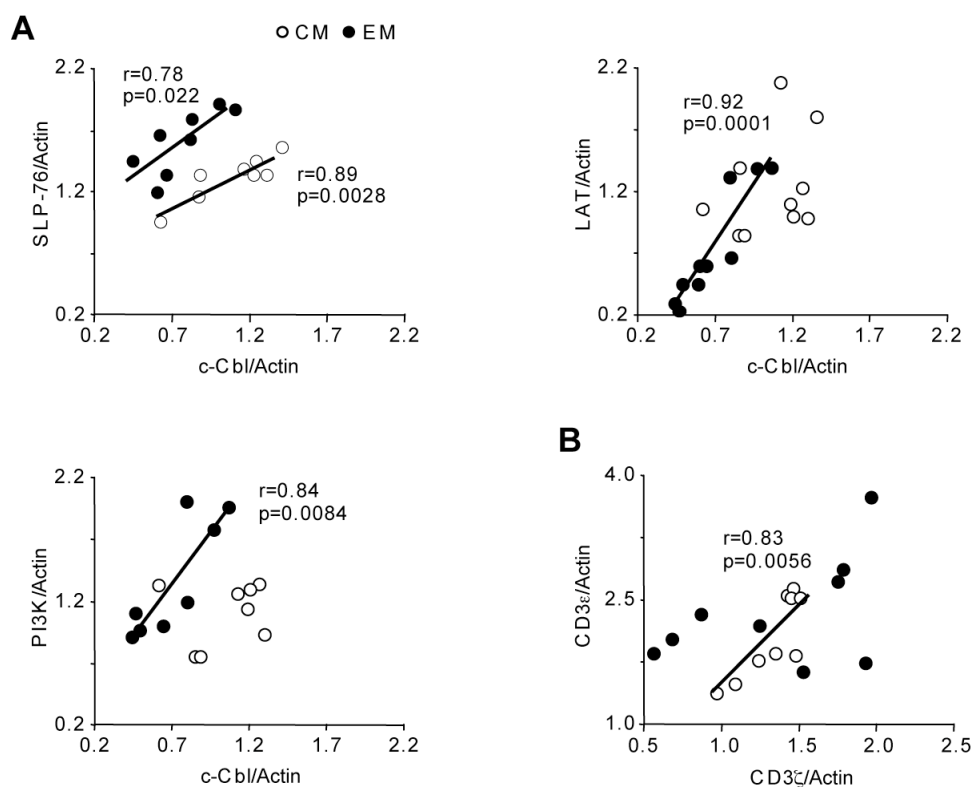 A
CM EM
2.2
1.2
0.2
SLP-76/Actin
r=0.78
p=0.022
r=0.89
p=0.0028
0.2 0.7 1.2 1.7 2.2
c-Cbl/Actin
2.2
1.2
0.2
LAT/Actin
r=0.92
p=0.0001
0.2 0.7 1.2 1.7 2.2
c-Cbl/Actin
2.2
1.2
0.2
PI3K/Actin
r=0.84
p=0.0084
0.2 0.7 1.2 1.7 2.2
c-Cbl/Actin
B
4.0
2.5
1.0
CD3ε/Actin
r=0.83
p=0.0056
0.5 1.0 1.5 2.0 2.5
CD3ζ/Actin